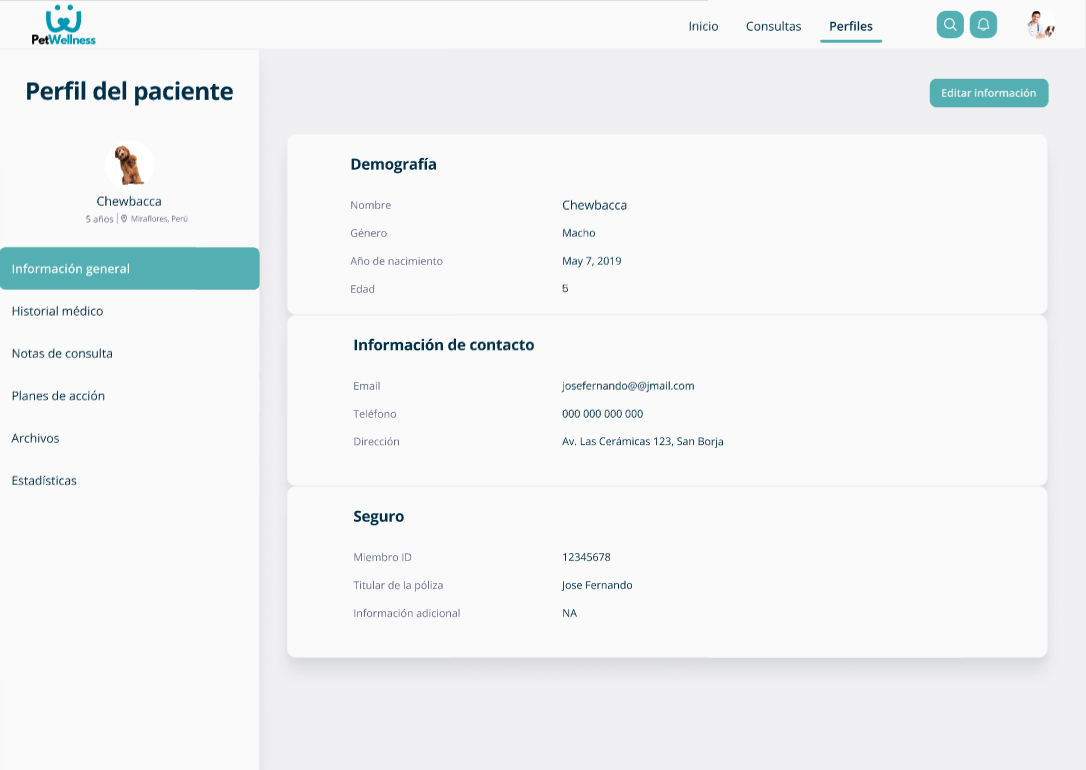 PetWellness
Inicio Consultas Perfiles
Perfil del paciente
Editar información
Chewbacca
5 años | Miraflores, Perú
Información general
Historial médico
Notas de consulta
Planes de acción
Archivos
Estadísticas
Demografía
Nombre Chewbacca
Género Macho
Año de nacimiento May 7, 2019
Edad 5
Información de contacto
Email josefernando@@jmail.com
Teléfono 000 000 000 000
Dirección Av. Las Cerámicas 123, San Borja
Seguro
Miembro ID 12345678
Titular de la póliza Jose Fernando
Información adicional NA